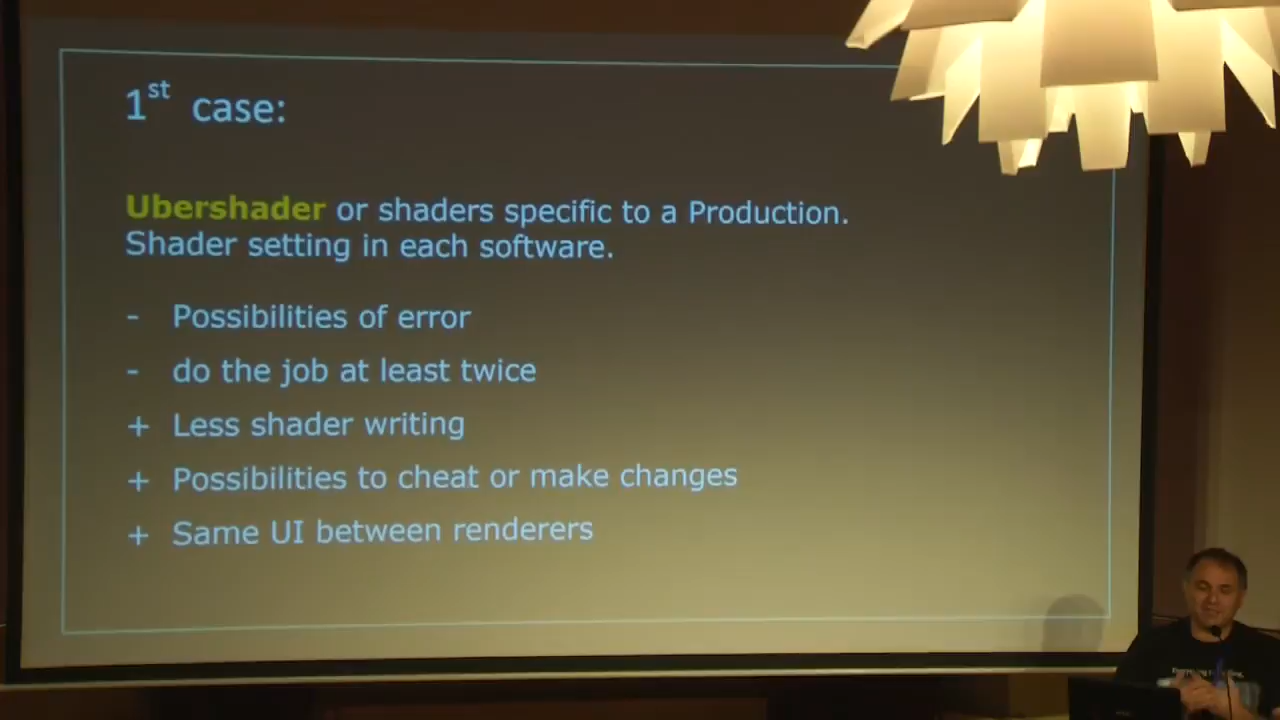 1st case:
Ubershader or shaders specific to a Production.
Shader setting in each software.
- Possibilities of error
- do the job at least twice
+ Less shader writing
+ Possibilities to cheat or make changes
+ Same UI between renderers